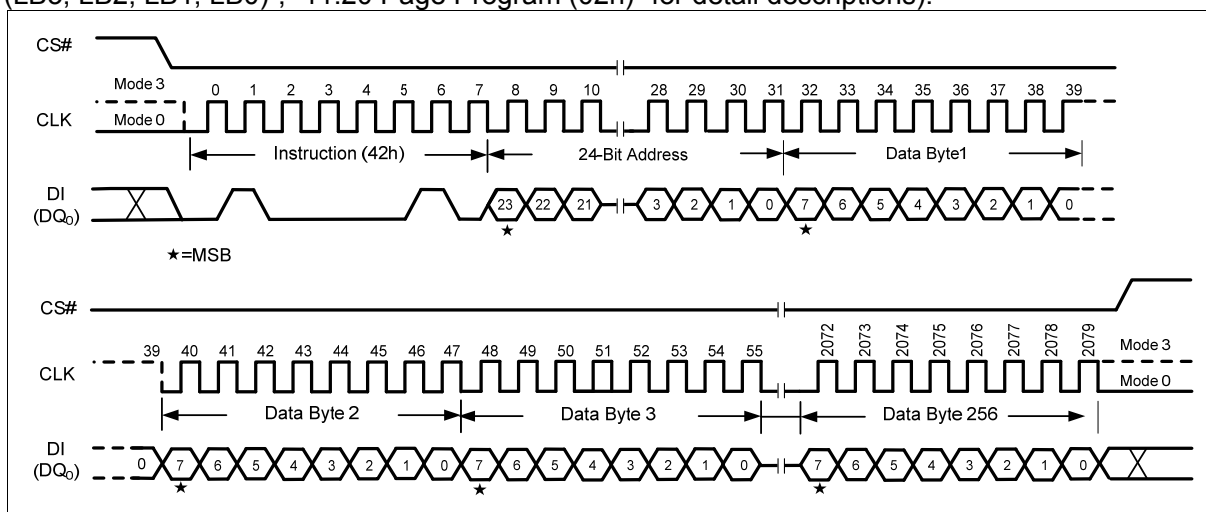 (LB3, LB2, LB1, LB0)", "11.26 Page Program (02h)" for detail descriptions).
CS#
Mode 3
0 1 2 3 4 5 6 7 8 9 10 28 29 30 31 32 33 34 35 36 37 38 39
CLK
Mode 0
Instruction (42h) 24-Bit Address Data Byte1
DI
(DQ0)
23 22 21 3 2 1 0 7 6 5 4 3 2 1 0
★ ★
★=MSB
CS#
39 40 41 42 43 44 45 46 47 48 49 50 51 52 53 54 55 2072 2073 2074 2075 2076 2077 2078 2079
Mode 3
CLK
Mode 0
Data Byte 2 Data Byte 3 Data Byte 256
DI
(DQ0)
0 7 6 5 4 3 2 1 0 7 6 5 4 3 2 1 0 7 6 5 4 3 2 1 0
★ ★ ★